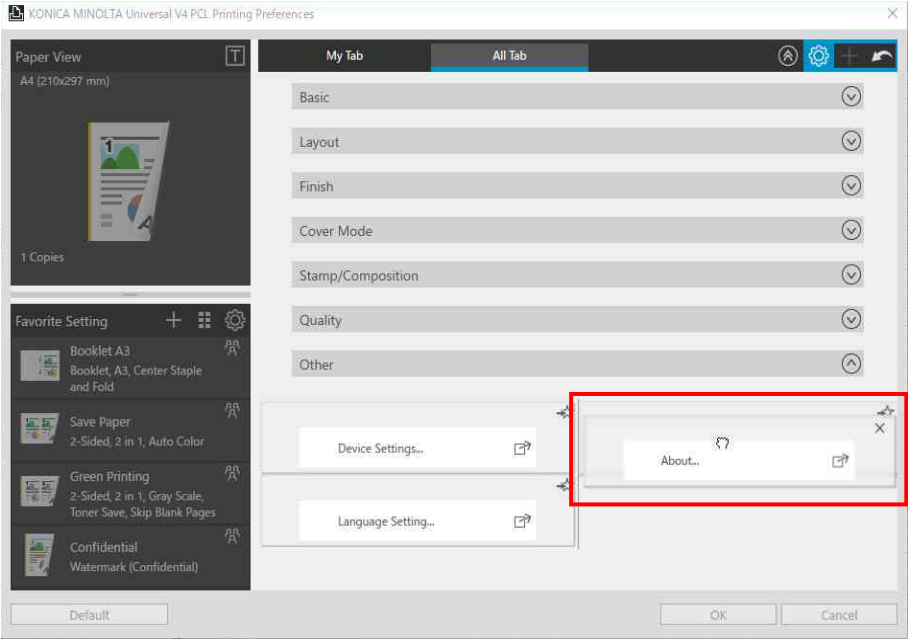 KONICA MINOLTA Universal V4 PCL Printing Preferences
Paper View
T
A4 (210x297 mm)
1
A
1 Copies
Favorite Setting
Booklet A3
Booklet, A3, Center Staple
and Fold
Save Paper
2-Sided, 2 in 1, Auto Color
Green Printing
2-Sided, 2 in 1, Gray Scale,
Toner Save, Skip Blank Pages
Confidential
Watermark (Confidential)
My Tab
All Tab
Basic
Layout
Finish
Cover Mode
Stamp/Composition
Quality
Other
Device Settings...
About...
Language Setting...
Default
OK
Cancel